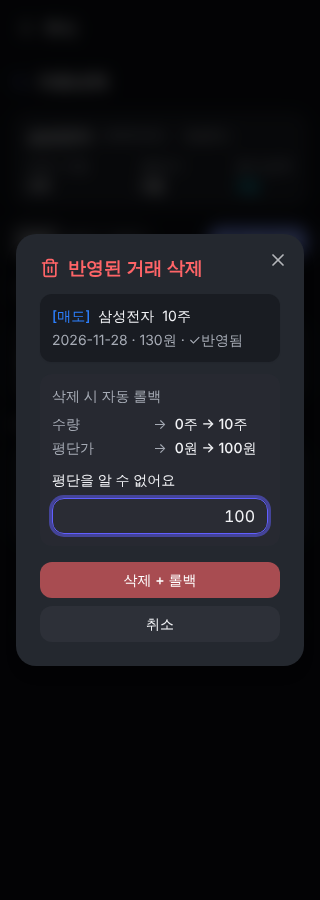 반영된 거래 삭제
[매도] 삼성전자 10주
2026-11-28 · 130원 · ✓반영됨
삭제 시 자동 롤백
수량 → 0주 → 10주
평단가 → 0원 → 100원
평단을 알 수 없어요
100
삭제 + 롤백
취소